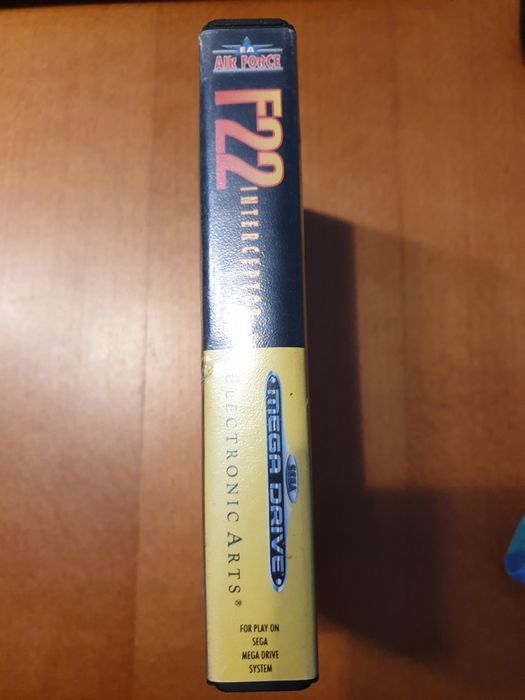 EA
AIR FORCE
F22
INTERCEPTOR
SEGA
MEGA DRIVE
ELECTRONIC ARTS®
FOR PLAY ON
SEGA
MEGA DRIVE
SYSTEM